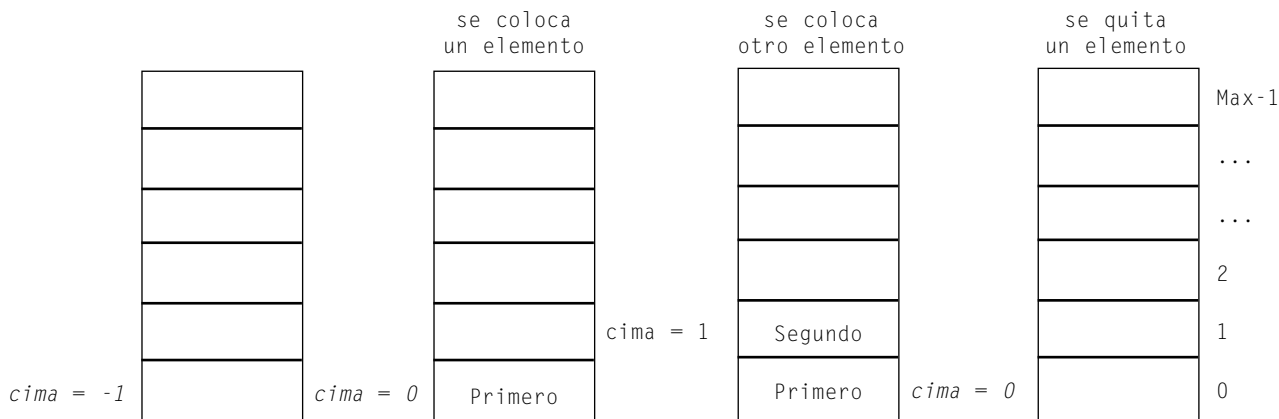 se coloca
un elemento
se coloca
otro elemento
se quita
un elemento
Max-1
...
...
2
cima = 1
Segundo
1
cima = -1
cima = 0
Primero
Primero
cima = 0
0